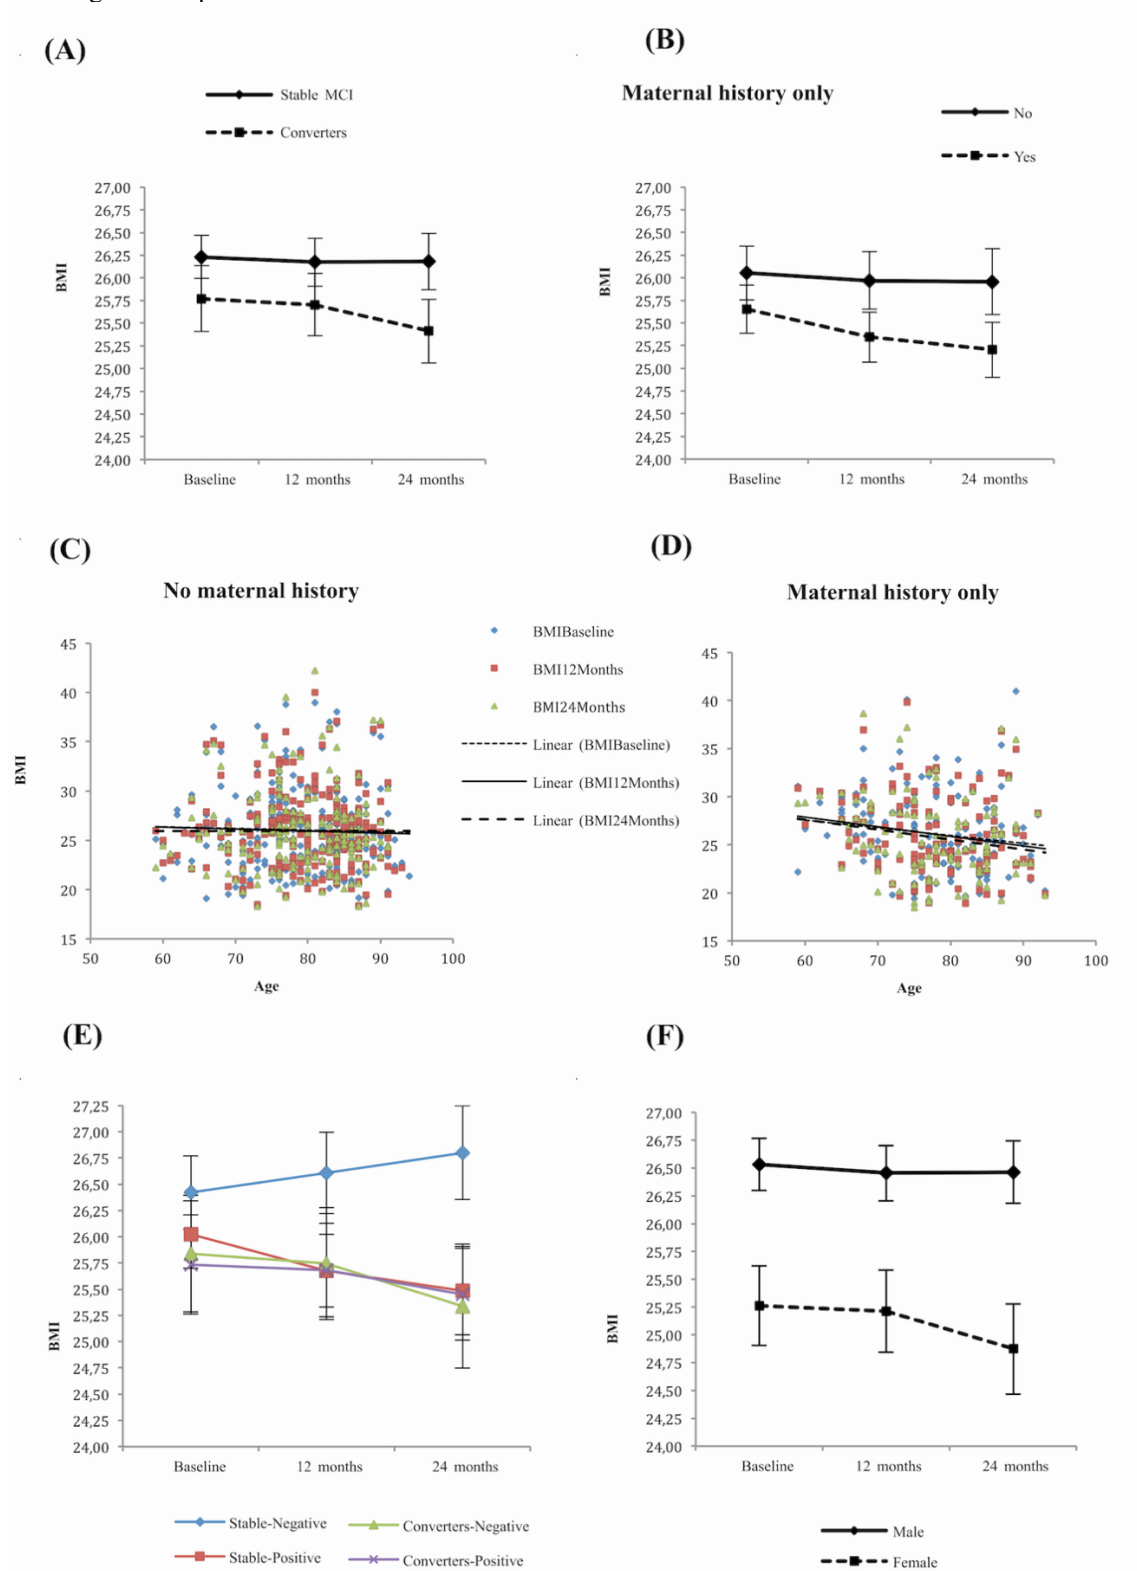 (A)
Stable MCI
Converters
27,00
26,75
26,50
26,25
26,00
25,75
25,50
25,25
25,00
24,75
24,50
24,25
24,00
BMI
Baseline 12 months 24 months
(B)
Maternal history only
No
Yes
27,00
26,75
26,50
26,25
26,00
25,75
25,50
25,25
25,00
24,75
24,50
24,25
24,00
BMI
Baseline 12 months 24 months
(C)
No maternal history
45
40
35
30
25
20
15
BMI
50 60 70 80 90 100
Age
BMIBaseline
BMI12Months
BMI24Months
Linear (BMIBaseline)
Linear (BMI12Months)
Linear (BMI24Months)
(D)
Maternal history only
45
40
35
30
25
20
15
50 60 70 80 90 100
Age
(E)
27,25
27,00
26,75
26,50
26,25
26,00
25,75
25,50
25,25
25,00
24,75
24,50
24,25
24,00
BMI
Baseline 12 months 24 months
Stable-Negative Converters-Negative
Stable-Positive Converters-Positive
(F)
27,00
26,75
26,50
26,25
26,00
25,75
25,50
25,25
25,00
24,75
24,50
24,25
24,00
BMI
Baseline 12 months 24 months
Male
Female